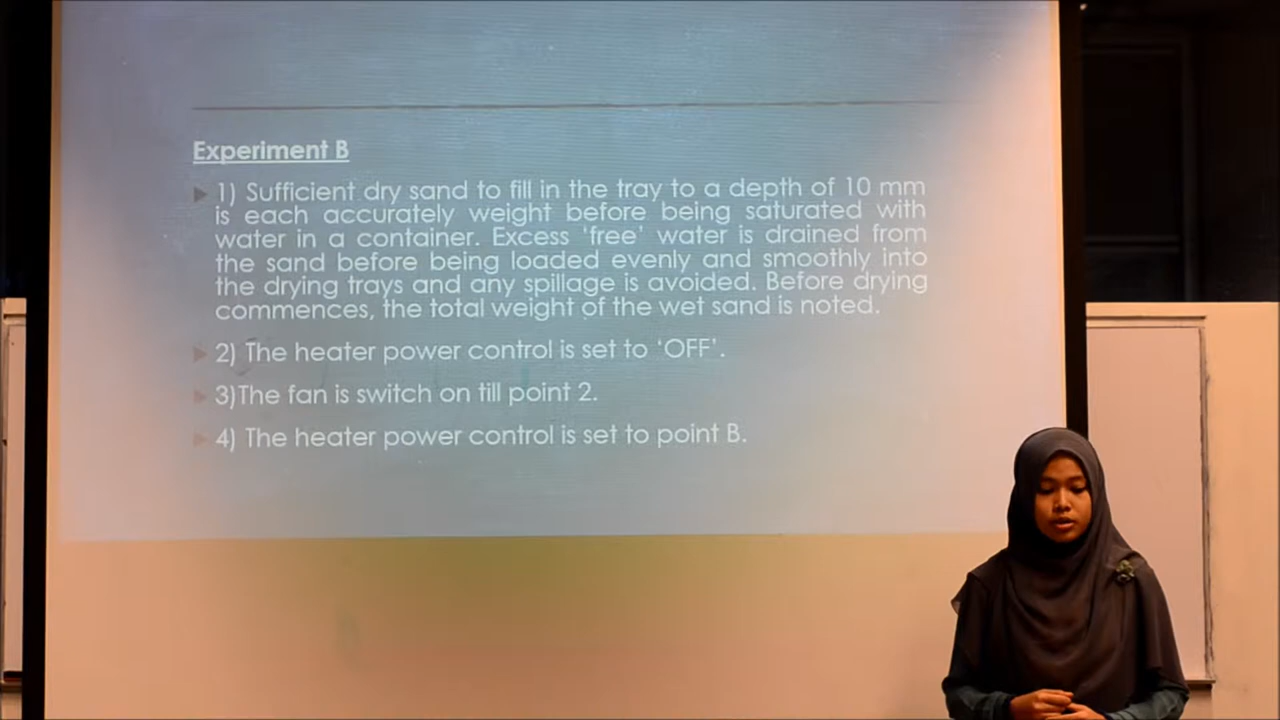 Experiment B
1) Sufficient dry sand to fill in the tray to a depth of 10 mm
is each accurately weight before being saturated with
water in a container. Excess ‘free’ water is drained from
the sand before being loaded evenly and smoothly into
the drying trays and any spillage is avoided. Before drying
commences, the total weight of the wet sand is noted.
2) The heater power control is set to ‘OFF’.
3)The fan is switch on till point 2.
4) The heater power control is set to point B.